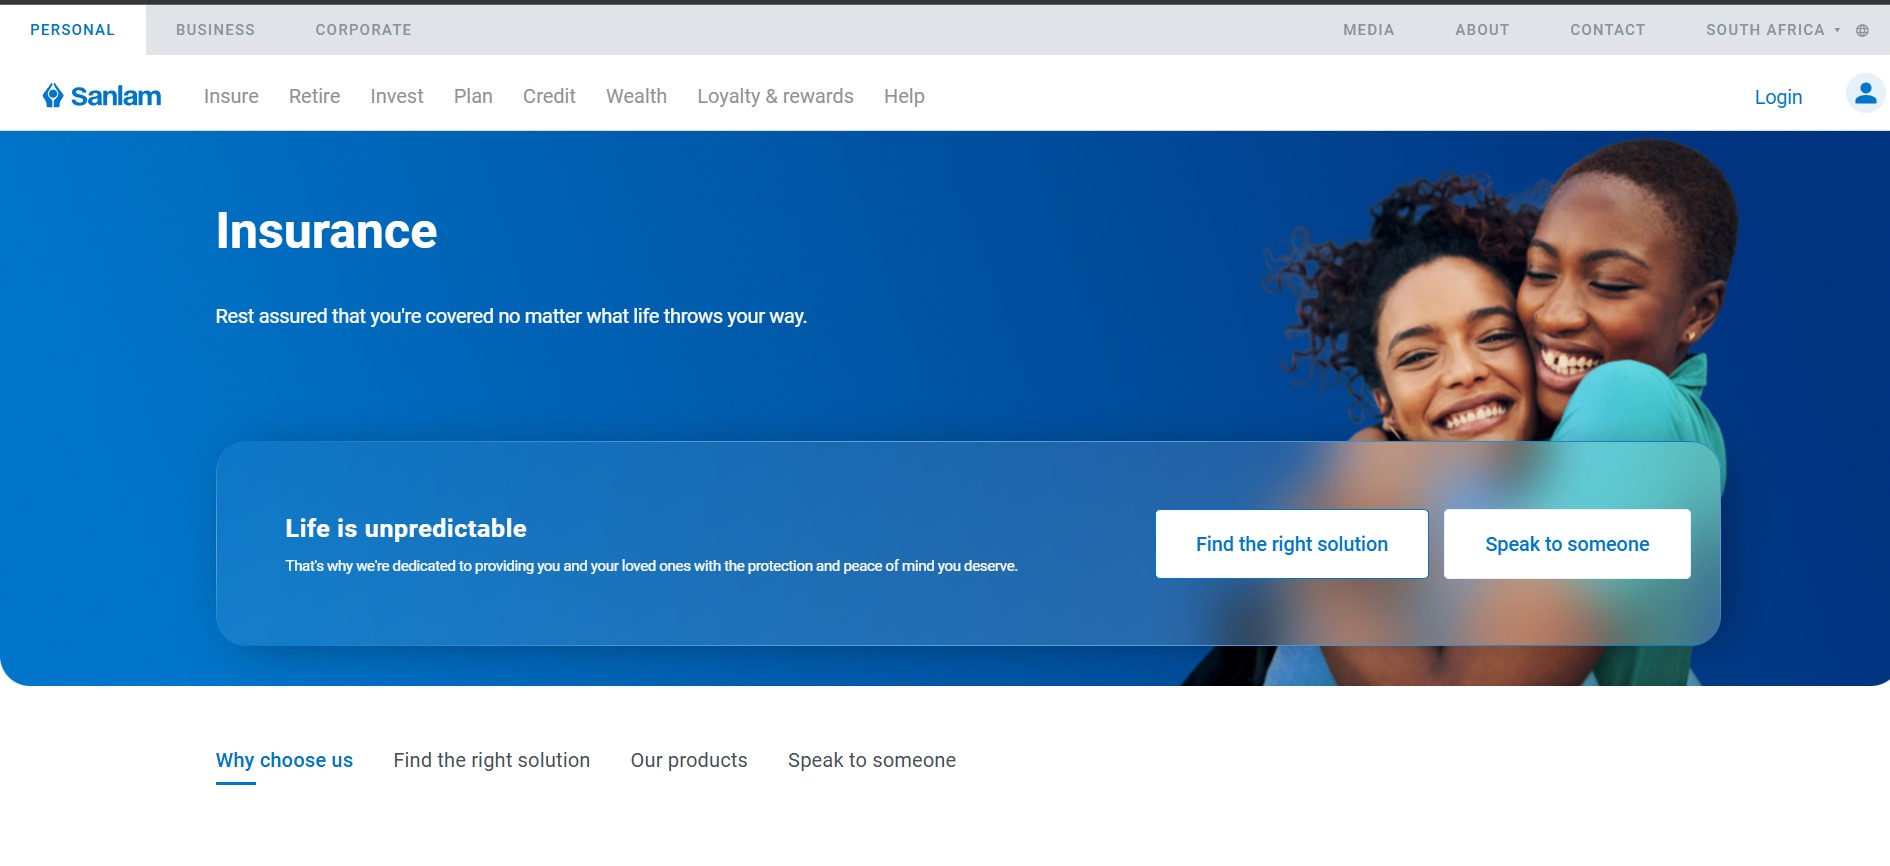 PERSONAL BUSINESS CORPORATE MEDIA ABOUT CONTACT SOUTH AFRICA
Sanlam Insure Retire Invest Plan Credit Wealth Loyalty & rewards Help Login
Insurance
Rest assured that you're covered no matter what life throws your way.
Life is unpredictable
That's why we're dedicated to providing you and your loved ones with the protection and peace of mind you deserve.
Find the right solution Speak to someone
Why choose us Find the right solution Our products Speak to someone